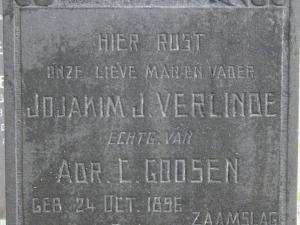 HIER RUST
ONZE LIEVE MAN EN VADER
JOJAKIM J. VERLINDE
ECHTG. VAN
ADR. C. GOOSEN
GEB. 24 OCT. 1896
ZAAMSLAG